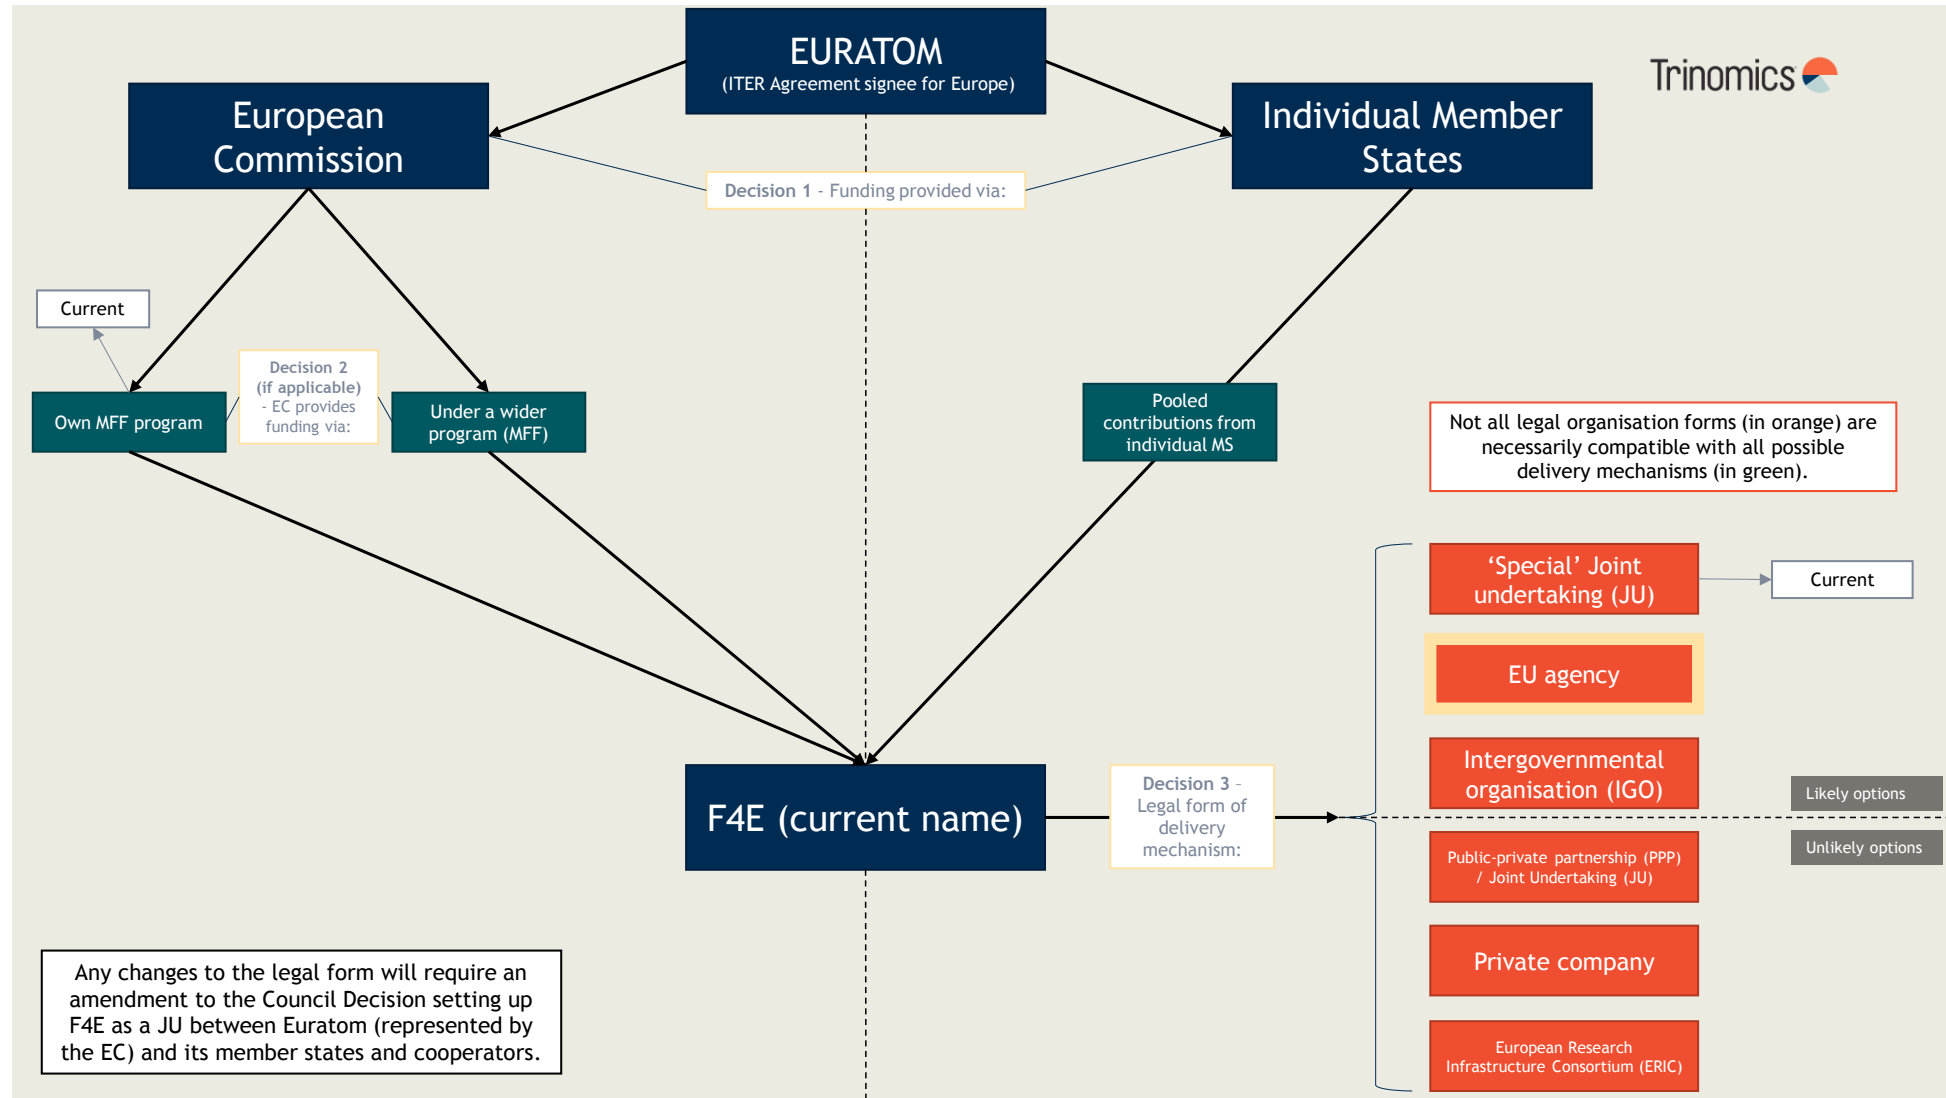 EURATOM
(ITER Agreement signee for Europe)
Trinomics
European
Commission
Individual Member
States
Decision 1 - Funding provided via:
Current
Decision 2
(if applicable)
- EC provides
funding via:
Own MFF program
Under a wider
program (MFF)
Pooled
contributions from
individual MS
Not all legal organisation forms (in orange) are
necessarily compatible with all possible
delivery mechanisms (in green).
‘Special’ Joint
undertaking (JU)
Current
EU agency
Intergovernmental
organisation (IGO)
Likely options
F4E (current name)
Decision 3 –
Legal form of
delivery
mechanism:
Unlikely options
Public-private partnership (PPP)
/ Joint Undertaking (JU)
Private company
European Research
Infrastructure Consortium (ERIC)
Any changes to the legal form will require an
amendment to the Council Decision setting up
F4E as a JU between Euratom (represented by
the EC) and its member states and cooperators.